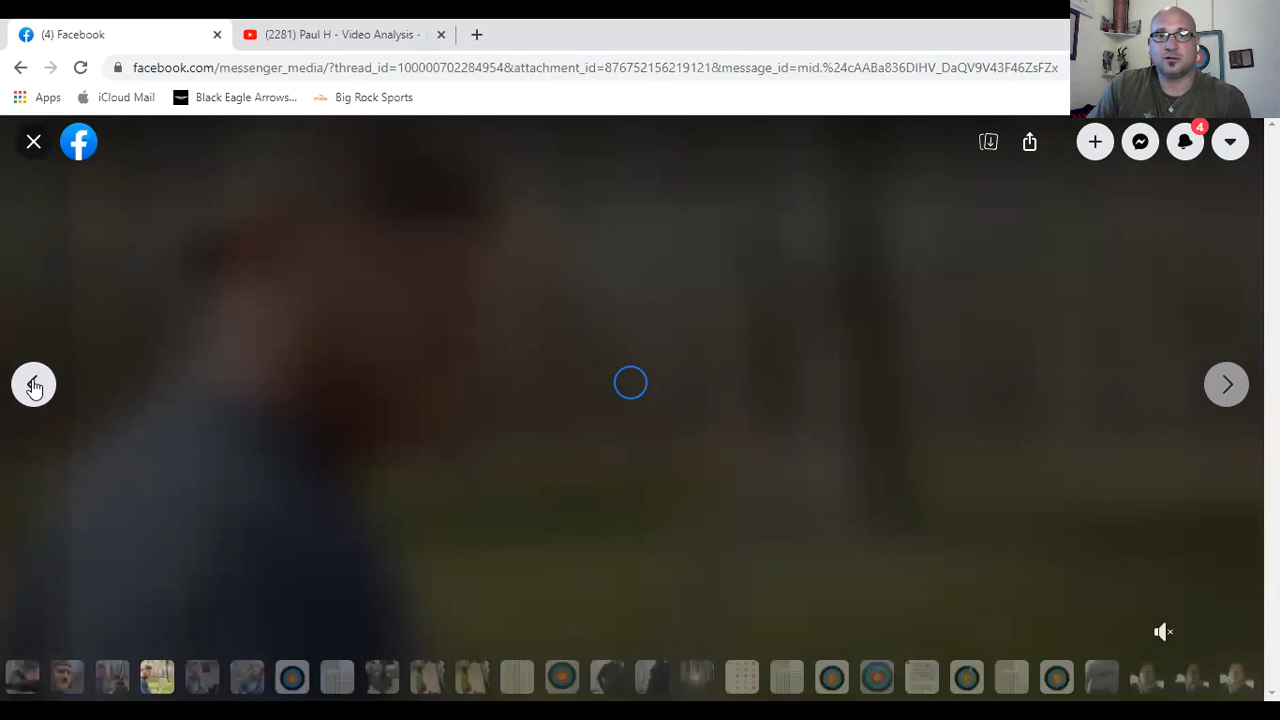 (4) Facebook
(2281) Paul H - Video Analysis -
facebook.com/messenger_media/?thread_id=100000702283954&attachment_id=876752156219121&message_id=mid.%24cAABa836DIHV_DaQV9V43F46ZsFZx
Apps
iCloud Mail
Black Eagle Arrows...
Big Rock Sports
4